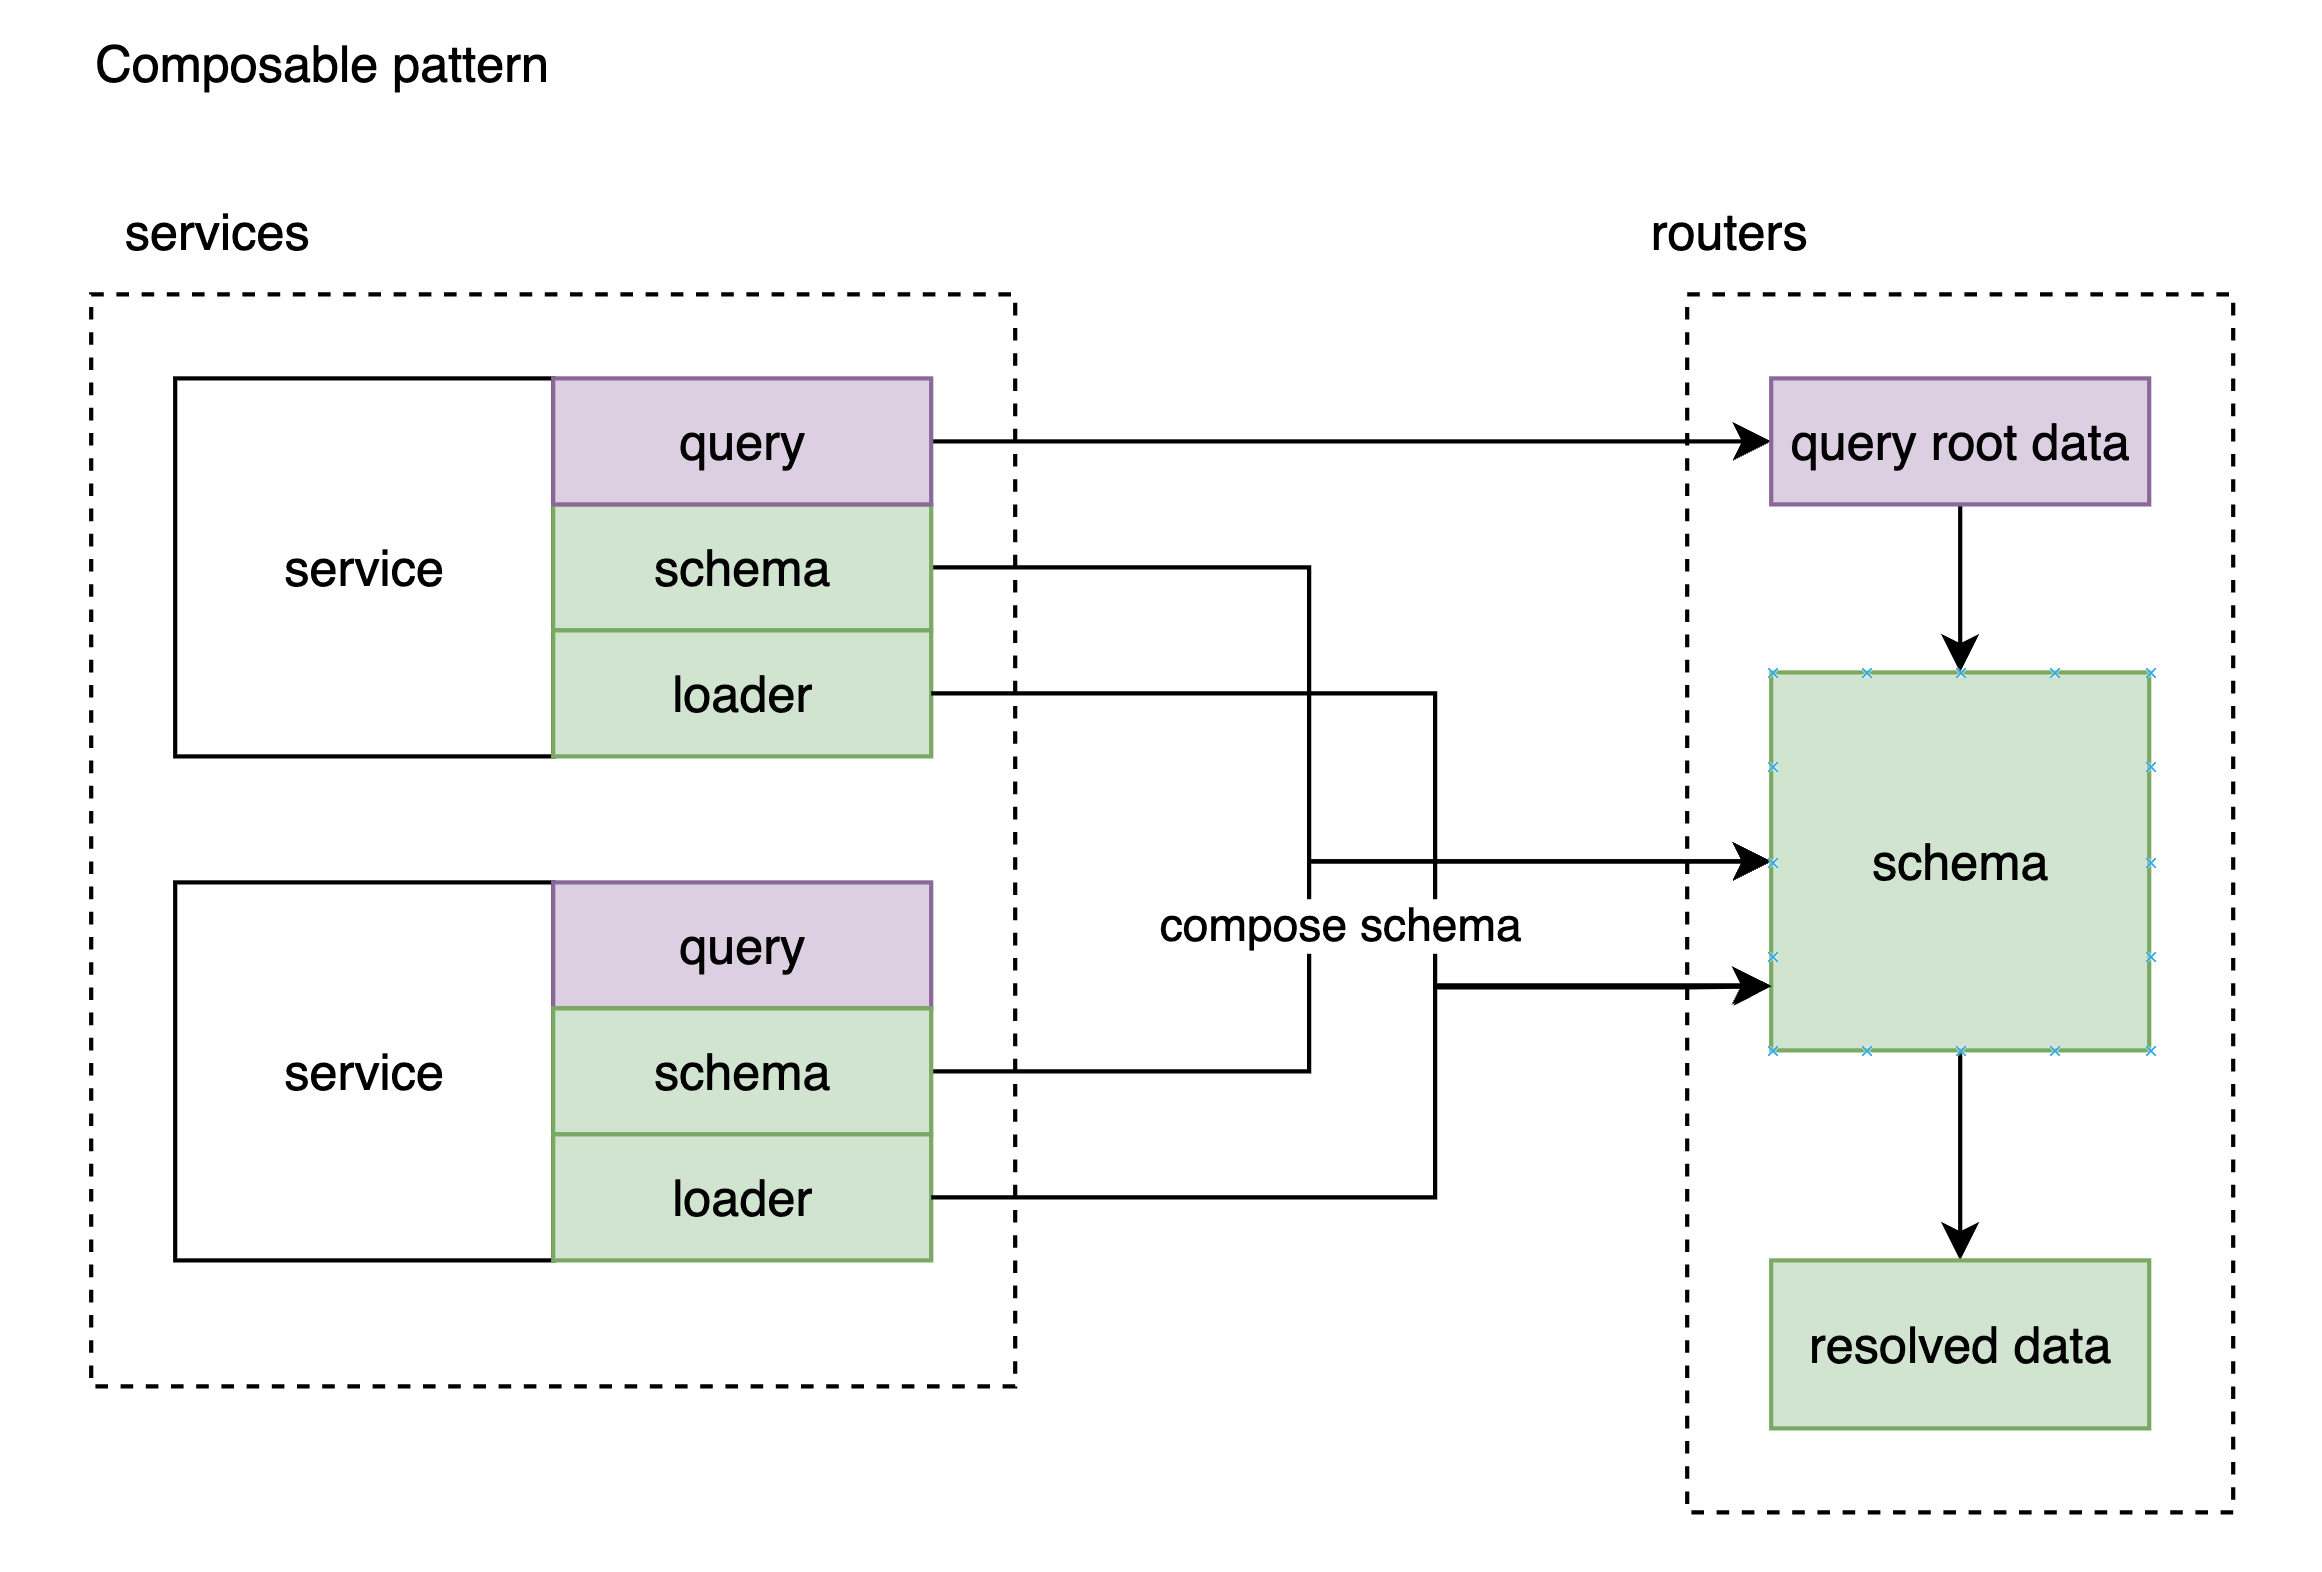 Composable pattern
services
routers
service
query
schema
loader
service
query
schema
loader
compose schema
query root data
schema
resolved data